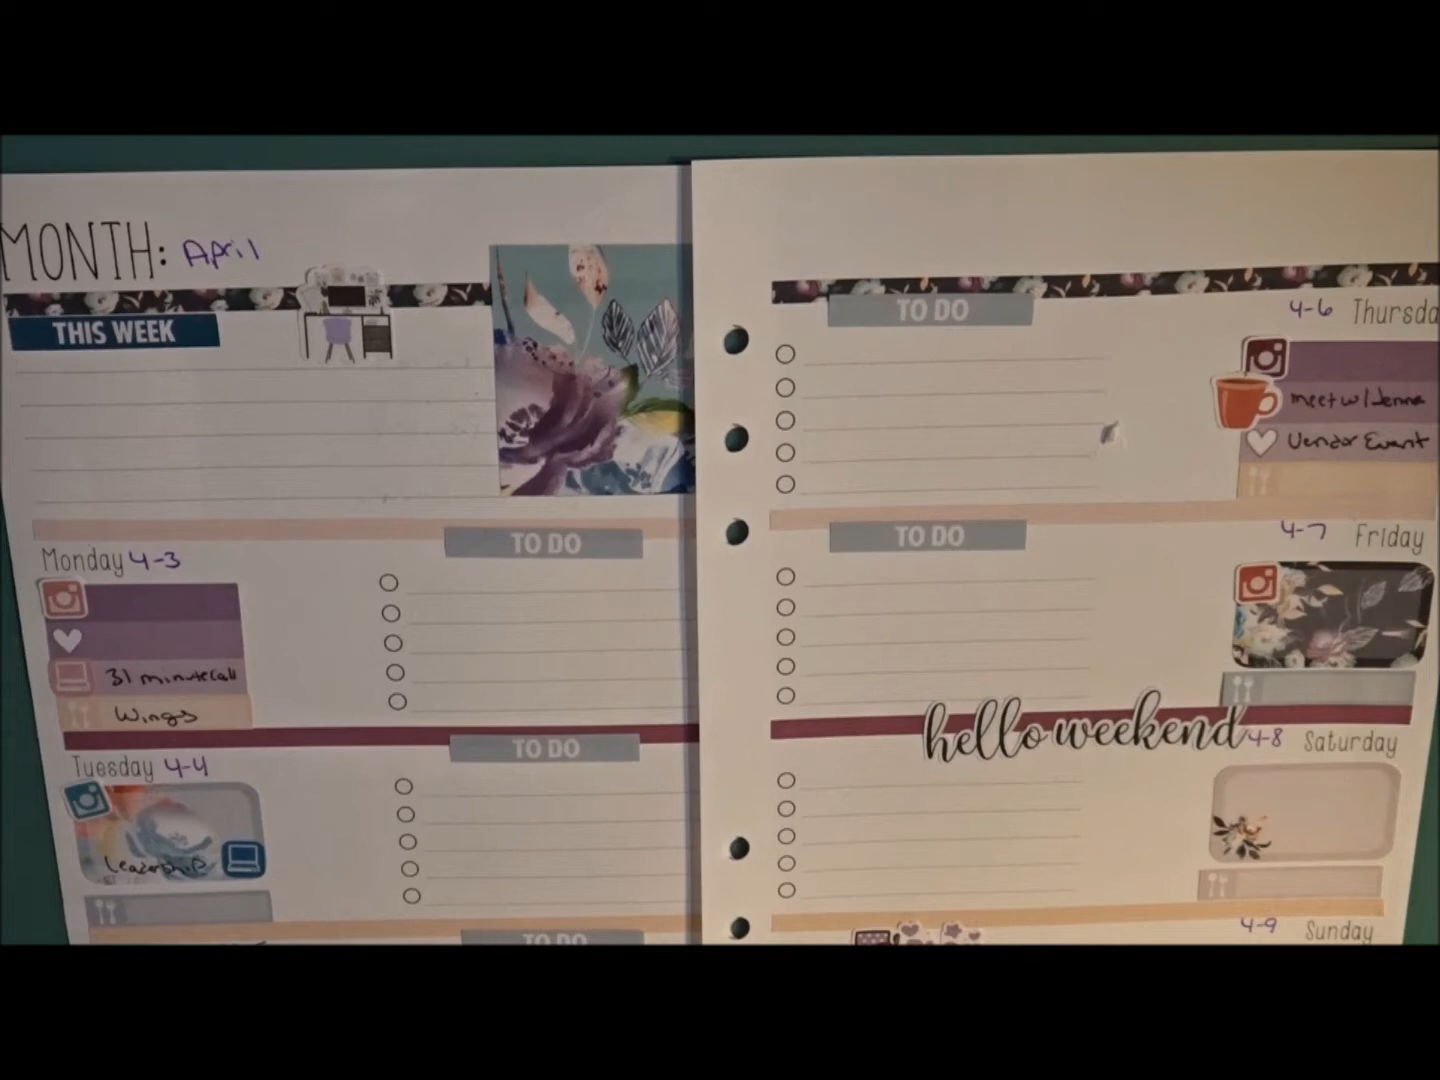 MONTH: April
THIS WEEK
Monday 4-3
TO DO
31 minute call
Wings
Tuesday 4-4
TO DO
Leadership
TO DO
TO DO
4-6 Thursda
meet w/ Jenna
Vendor Event
TO DO
4-7 Friday
hello weekend
4-8 Saturday
4-9 Sunday